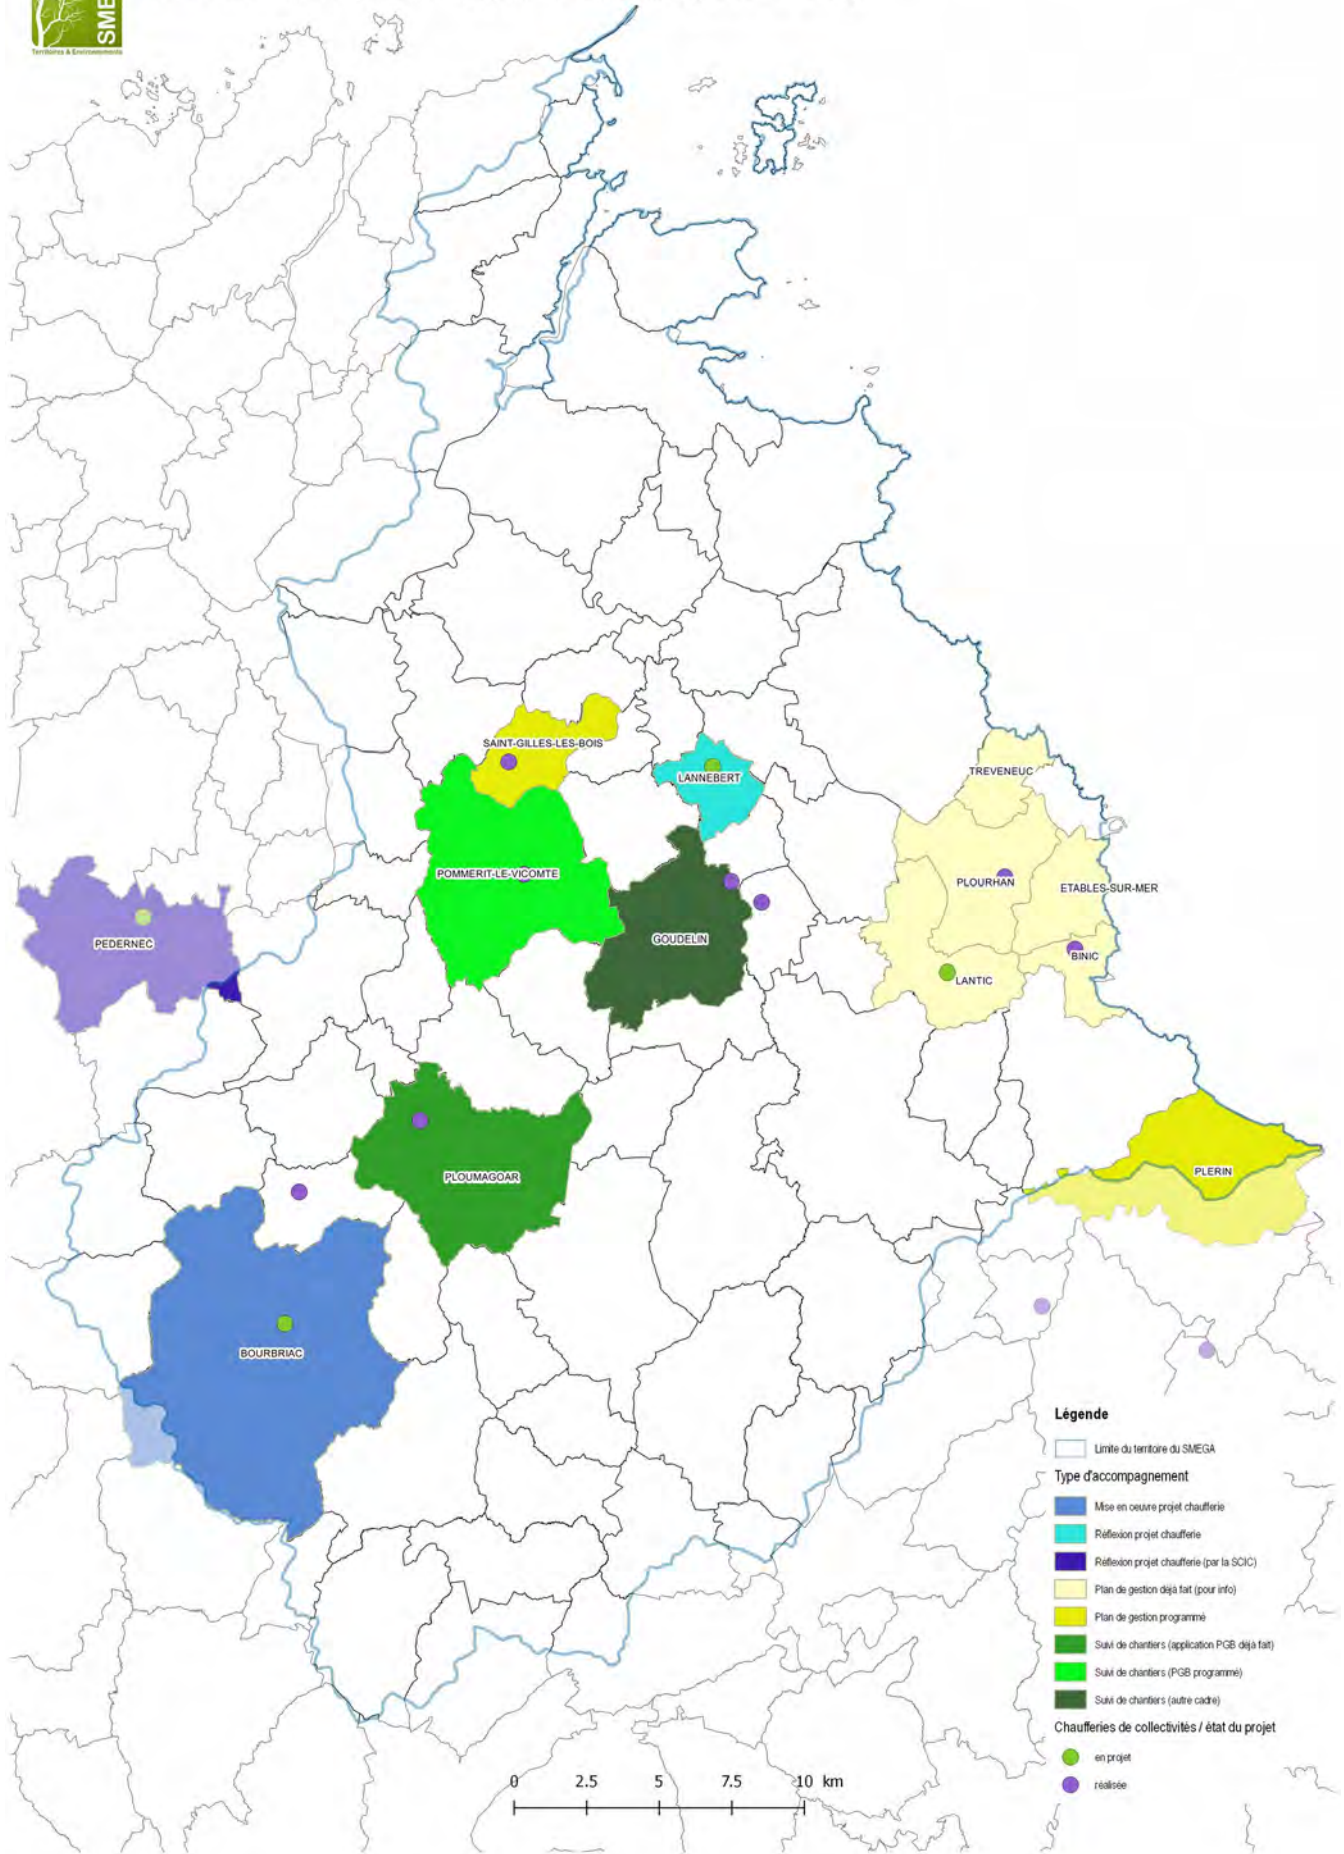 SME
Territoires & Environnements
SAINT-GILLES-LES-BOIS
LANNEBERT
TREVENEUC
POMMERIT-LE-VICOMTE
PLOURHAN
ETABLES-SUR-MER
PEDERNEC
GOUDELIN
BINIC
LANTIC
PLOUMAGOAR
PLERIN
BOURBRIAC
Légende
Limite du territoire du SMEGA
Type d'accompagnement
Mise en oeuvre projet chaufferie
Réflexion projet chaufferie
Réflexion projet chaufferie (par la SCIC)
Plan de gestion déjà fait (pour info)
Plan de gestion programmé
Suivi de chantiers (application PGB déjà fait)
Suivi de chantiers (PGB programmé)
Suivi de chantiers (autre cadre)
Chaufferies de collectivités / état du projet
en projet
réalisée
0 2.5 5 7.5 10 km